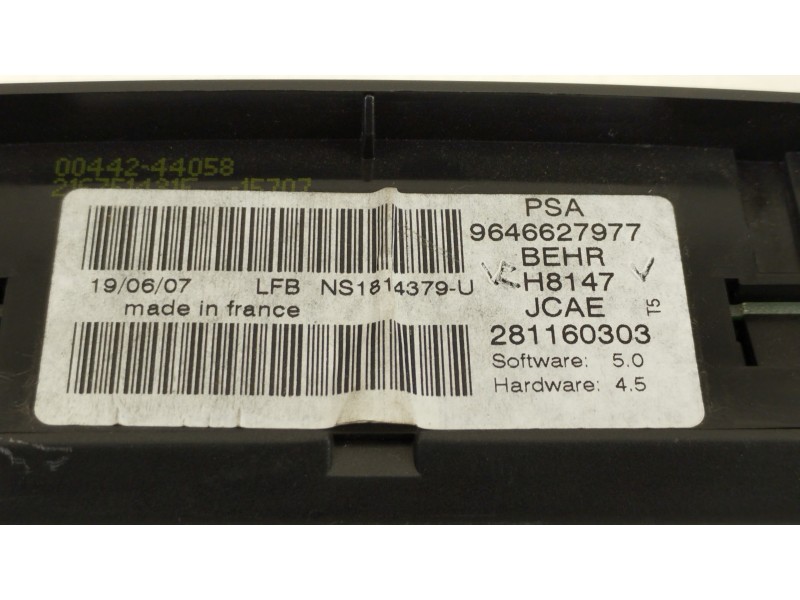 00442-44058
15707
PSA
9646627977
BEHR
H8147
JCAE
T5
281160303
Software: 5.0
Hardware: 4.5
19/06/07 LFB NS1814379-U
made in france